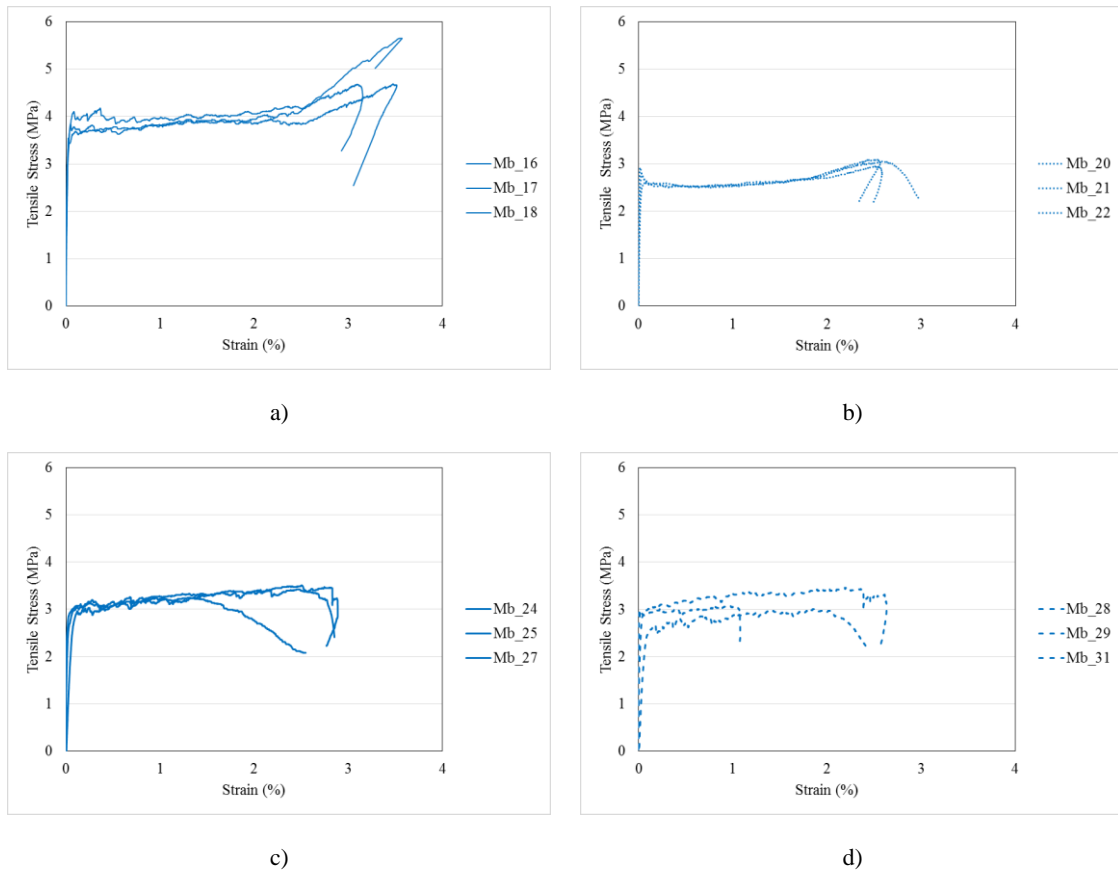 6
5
4
3
2
1
0
Tensile Stress (MPa)
0 1 2 3 4
Strain (%)
Mb_16
Mb_17
Mb_18
a)
6
5
4
3
2
1
0
Tensile Stress (MPa)
0 1 2 3 4
Strain (%)
Mb_20
Mb_21
Mb_22
b)
6
5
4
3
2
1
0
Tensile Stress (MPa)
0 1 2 3 4
Strain (%)
Mb_24
Mb_25
Mb_27
c)
6
5
4
3
2
1
0
Tensile Stress (MPa)
0 1 2 3 4
Strain (%)
Mb_28
Mb_29
Mb_31
d)